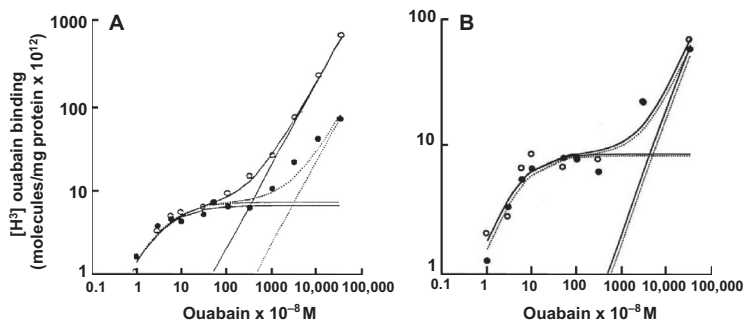 A
B
[H³] ouabain binding
(molecules/mg protein x 10¹²)
1000
100
10
1
0.1 1 10 100 1000 10,000 100,000
Ouabain x 10⁻⁸ M
100
10
1
0.1 1 10 100 1000 10,000 100,000
Ouabain x 10⁻⁸ M